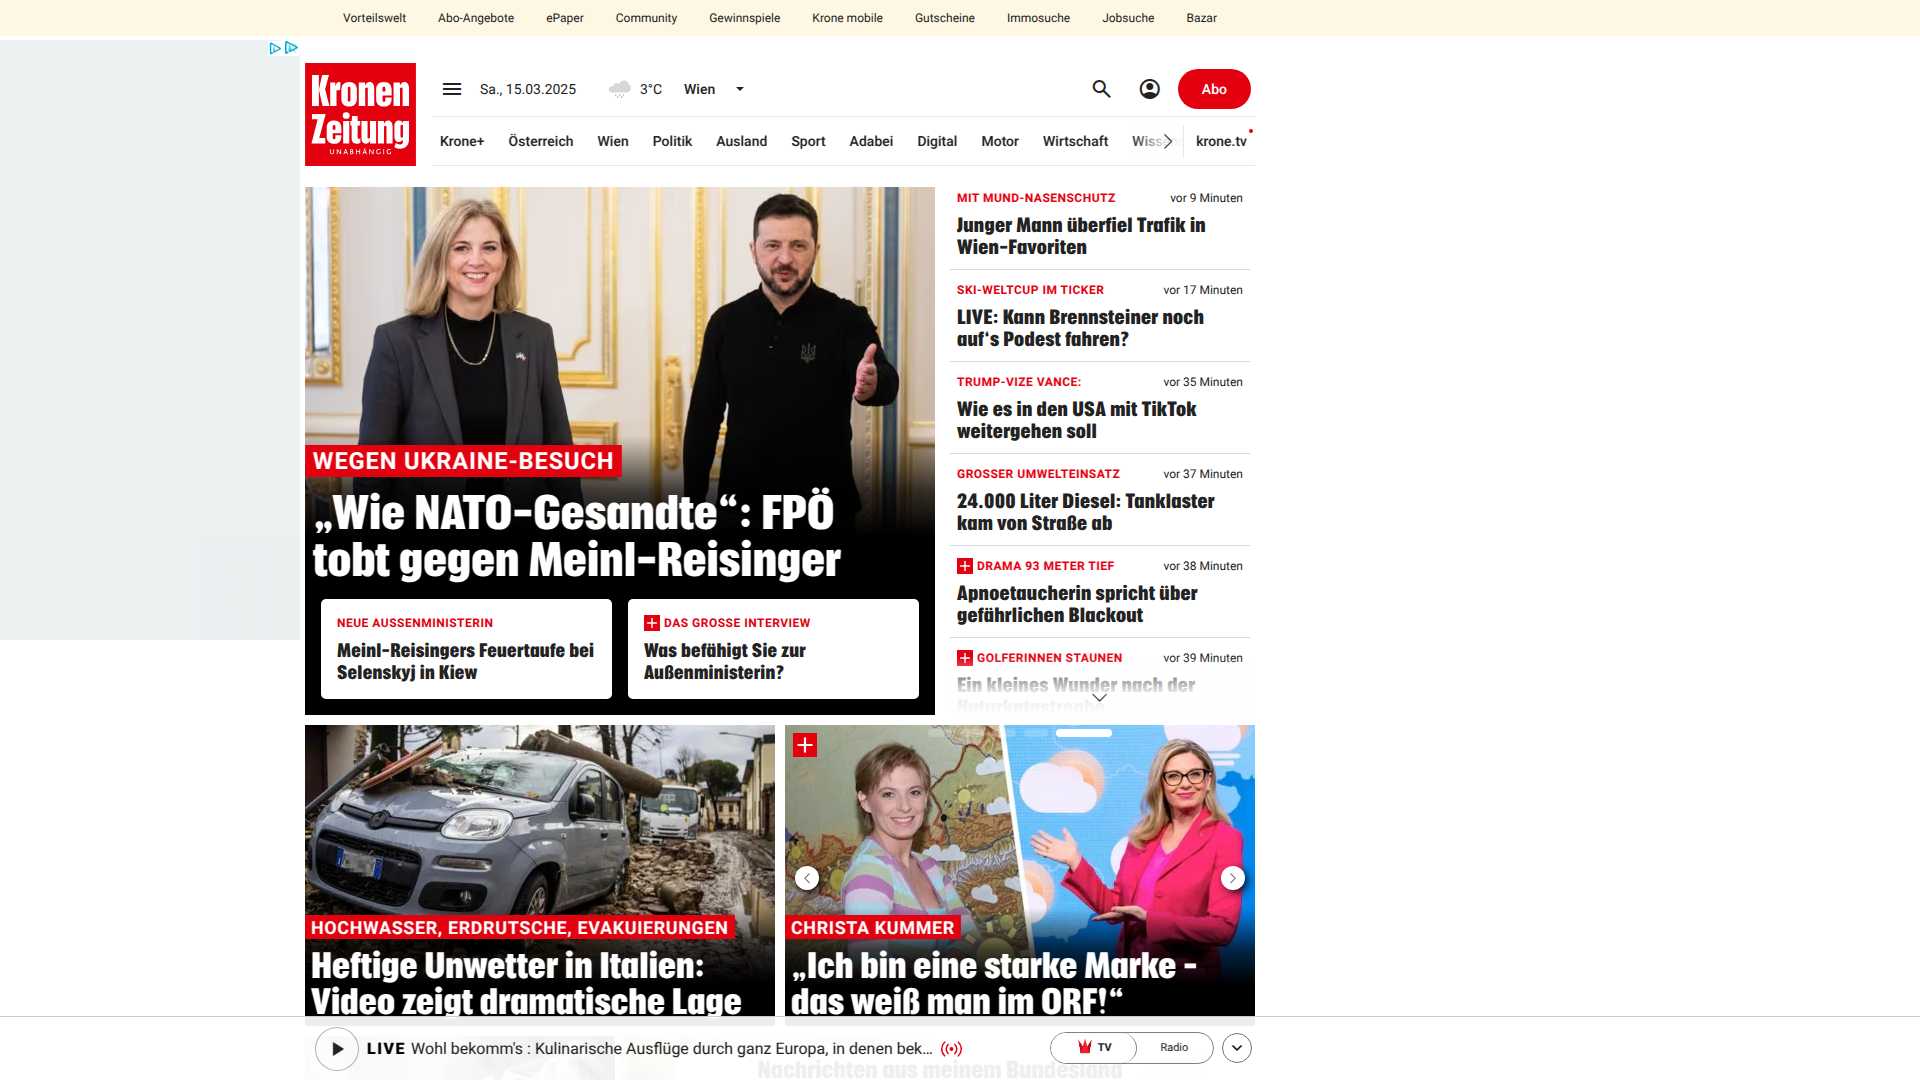 Vorteilswelt
Abo-Angebote
ePaper
Community
Gewinnspiele
Krone mobile
Gutscheine
Immosuche
Jobsuche
Bazar
Kronen
Zeitung
UNABHÄNGIG
Sa., 15.03.2025
3°C
Wien
Abo
Krone+
Österreich
Wien
Politik
Ausland
Sport
Adabei
Digital
Motor
Wirtschaft
krone.tv
WEGEN UKRAINE-BESUCH
„Wie NATO-Gesandte“: FPÖ
tobt gegen Meinl-Reisinger
NEUE AUSSENMINISTERIN
Meinl-Reisingers Feuertaufe bei
Selenskyj in Kiew
DAS GROSSE INTERVIEW
Was befähigt Sie zur
Außenministerin?
MIT MUND-NASENSCHUTZ
vor 9 Minuten
Junger Mann überfiel Trafik in
Wien-Favoriten
SKI-WELTCUP IM TICKER
vor 17 Minuten
LIVE: Kann Brennsteiner noch
auf‘s Podest fahren?
TRUMP-VIZE VANCE:
vor 35 Minuten
Wie es in den USA mit TikTok
weitergehen soll
GROSSER UMWELTEINSATZ
vor 37 Minuten
24.000 Liter Diesel: Tanklaster
kam von Straße ab
DRAMA 93 METER TIEF
vor 38 Minuten
Apnoetaucherin spricht über
gefährlichen Blackout
GOLFERINNEN STAUNEN
vor 39 Minuten
Ein kleines Wunder nach der
Naturkatastrophe
HOCHWASSER, ERDRUTSCHE, EVAKUIERUNGEN
Heftige Unwetter in Italien:
Video zeigt dramatische Lage
CHRISTA KUMMER
„Ich bin eine starke Marke –
das weiß man im ORF!“
LIVE Wohl bekomm's : Kulinarische Ausflüge durch ganz Europa, in denen bek...
TV
Radio
Nachrichten aus meinem Bundesland